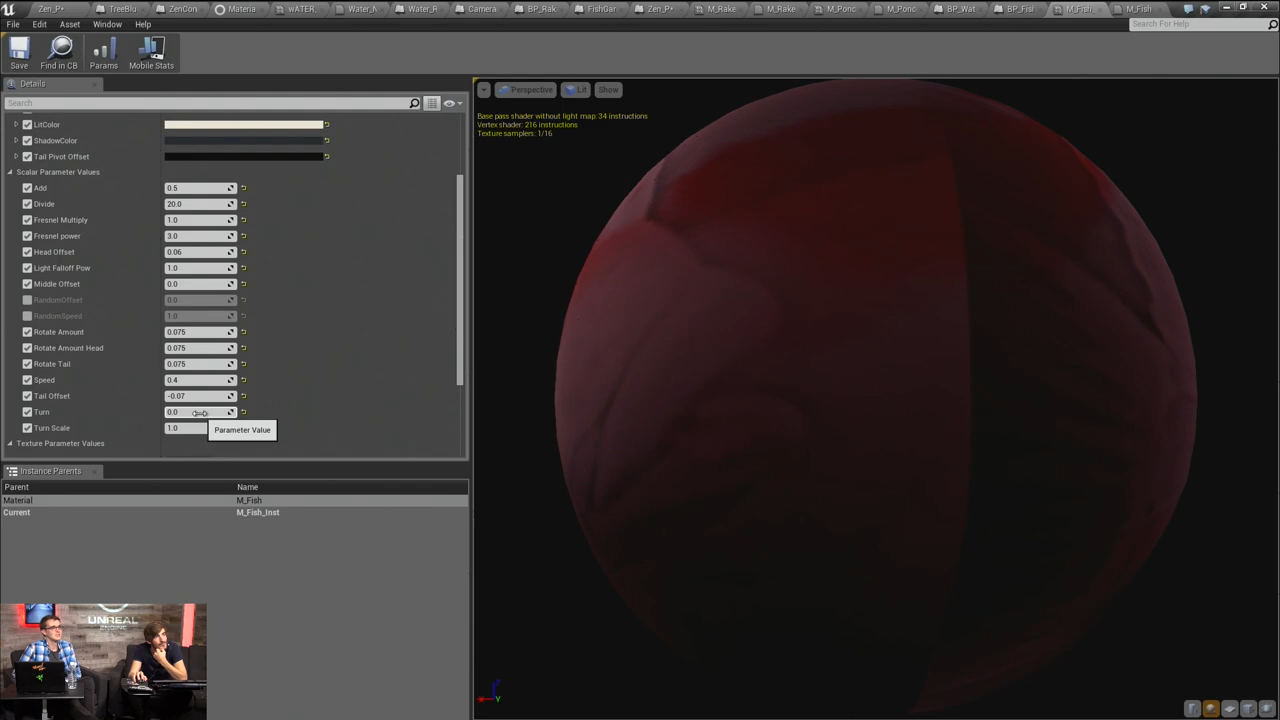 Zen_P*
TreeBlu
ZenCon
Materia
wATER_
Water_N
Water_R
Camera
BP_Rak
FishGar
Zen_P*
M_Rake
M_Rake
M_Ponc
M_Ponc
BP_Wat
BP_Fisl
M_Fish_
M_Fish
File Edit Asset Window Help
Search For Help
Save Find in CB Params Mobile Stats
Details
Search
Perspective Lit Show
Base pass shader without light map: 34 instructions
Vertex shader: 216 instructions
Texture samplers: 1/16
LitColor
ShadowColor
Tail Pivot Offset
Scalar Parameter Values
Add 0.5
Divide 20.0
Fresnel Multiply 1.0
Fresnel power 3.0
Head Offset 0.06
Light Falloff Pow 1.0
Middle Offset 0.0
RandomOffset 0.0
RandomSpeed 1.0
Rotate Amount 0.075
Rotate Amount Head 0.075
Rotate Tail 0.075
Speed 0.4
Tail Offset -0.07
Turn 0.0
Turn Scale 1.0
Parameter Value
Texture Parameter Values
Instance Parents
Parent Name
Material M_Fish
Current M_Fish_Inst
UNREAL
ENGINE
Z
X Y